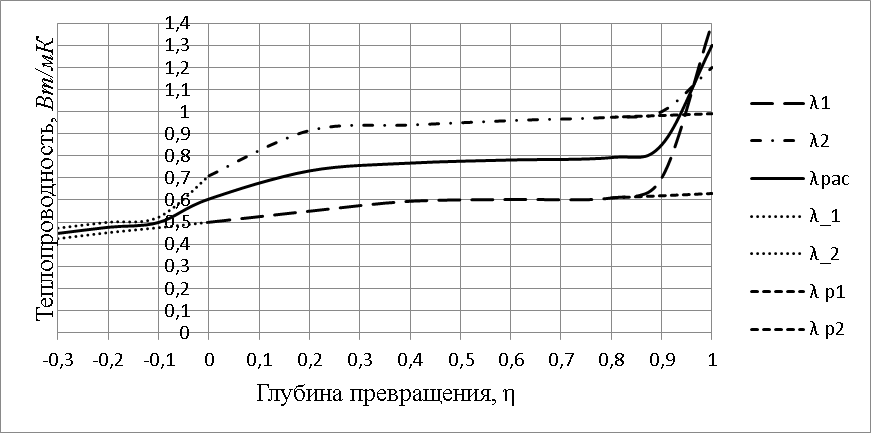 Теплопроводность, Вт/мК
1,4
1,3
1,2
1,1
1
0,9
0,8
0,7
0,6
0,5
0,4
0,3
0,2
0,1
0
-0,3 -0,2 -0,1 0 0,1 0,2 0,3 0,4 0,5 0,6 0,7 0,8 0,9 1
Глубина превращения, η
λ1
λ2
λрас
λ_1
λ_2
λ р1
λ р2